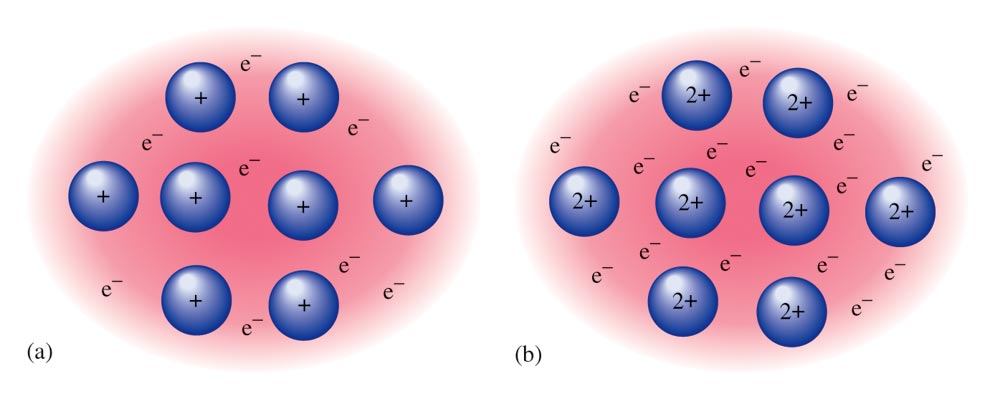 e⁻
+ +
e⁻
e⁻
e⁻
+ + + +
e⁻
e⁻ e⁻
+ +
e⁻
(a)
e⁻
e⁻ 2+ 2+ e⁻
e⁻
e⁻
e⁻
e⁻ e⁻ e⁻
e⁻
2+ 2+ 2+ 2+
e⁻
e⁻ e⁻
e⁻ e⁻
2+ 2+ e⁻
(b)